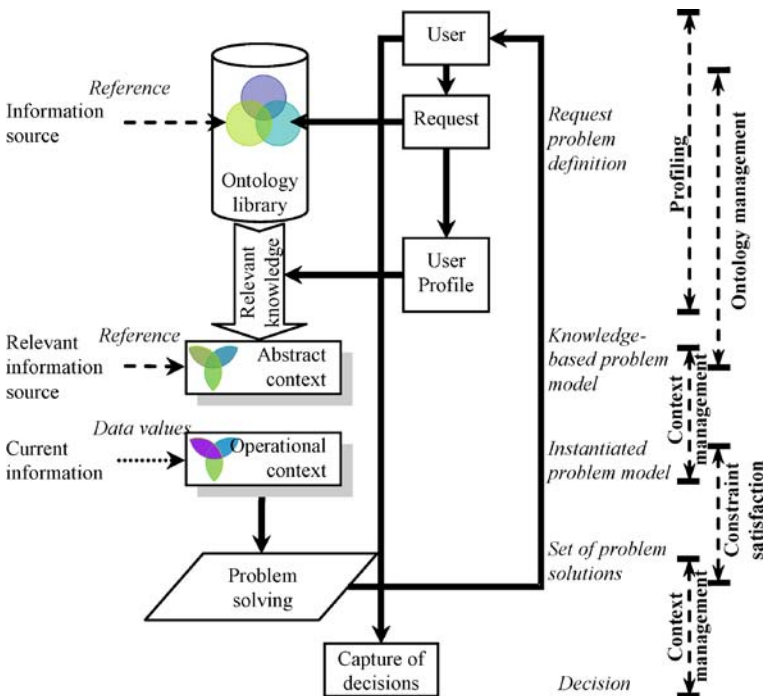 User
Reference
Information
source
Request
Request
problem
definition
Ontology
library
Relevant
knowledge
User
Profile
Relevant
information
source
Reference
Abstract
context
Knowledge-
based problem
model
Current
information
Data values
Operational
context
Instantiated
problem model
Problem
solving
Set of problem
solutions
Capture of
decisions
Decision
Profiling
Ontology management
Context
management
Constraint
satisfaction
Context
management